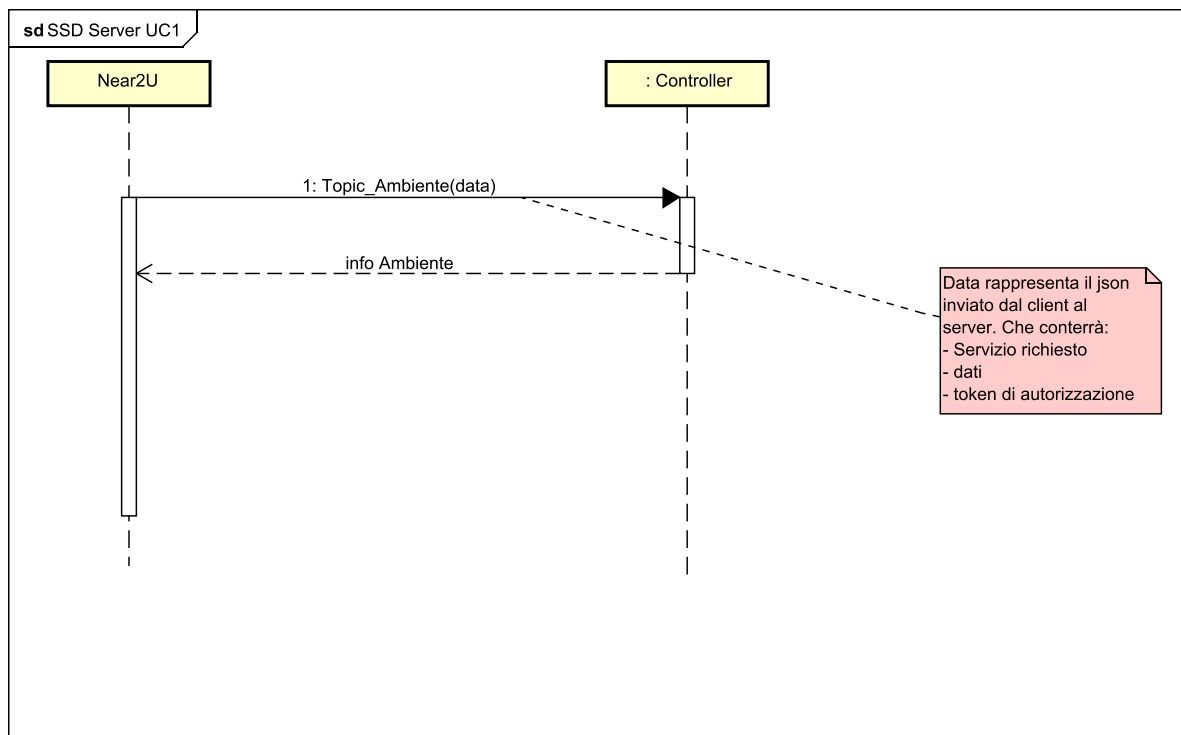 sd SSD Server UC1
Near2U
: Controller
1: Topic_Ambiente(data)
info Ambiente
Data rappresenta il json
inviato dal client al
server. Che conterrà:
- Servizio richiesto
- dati
- token di autorizzazione